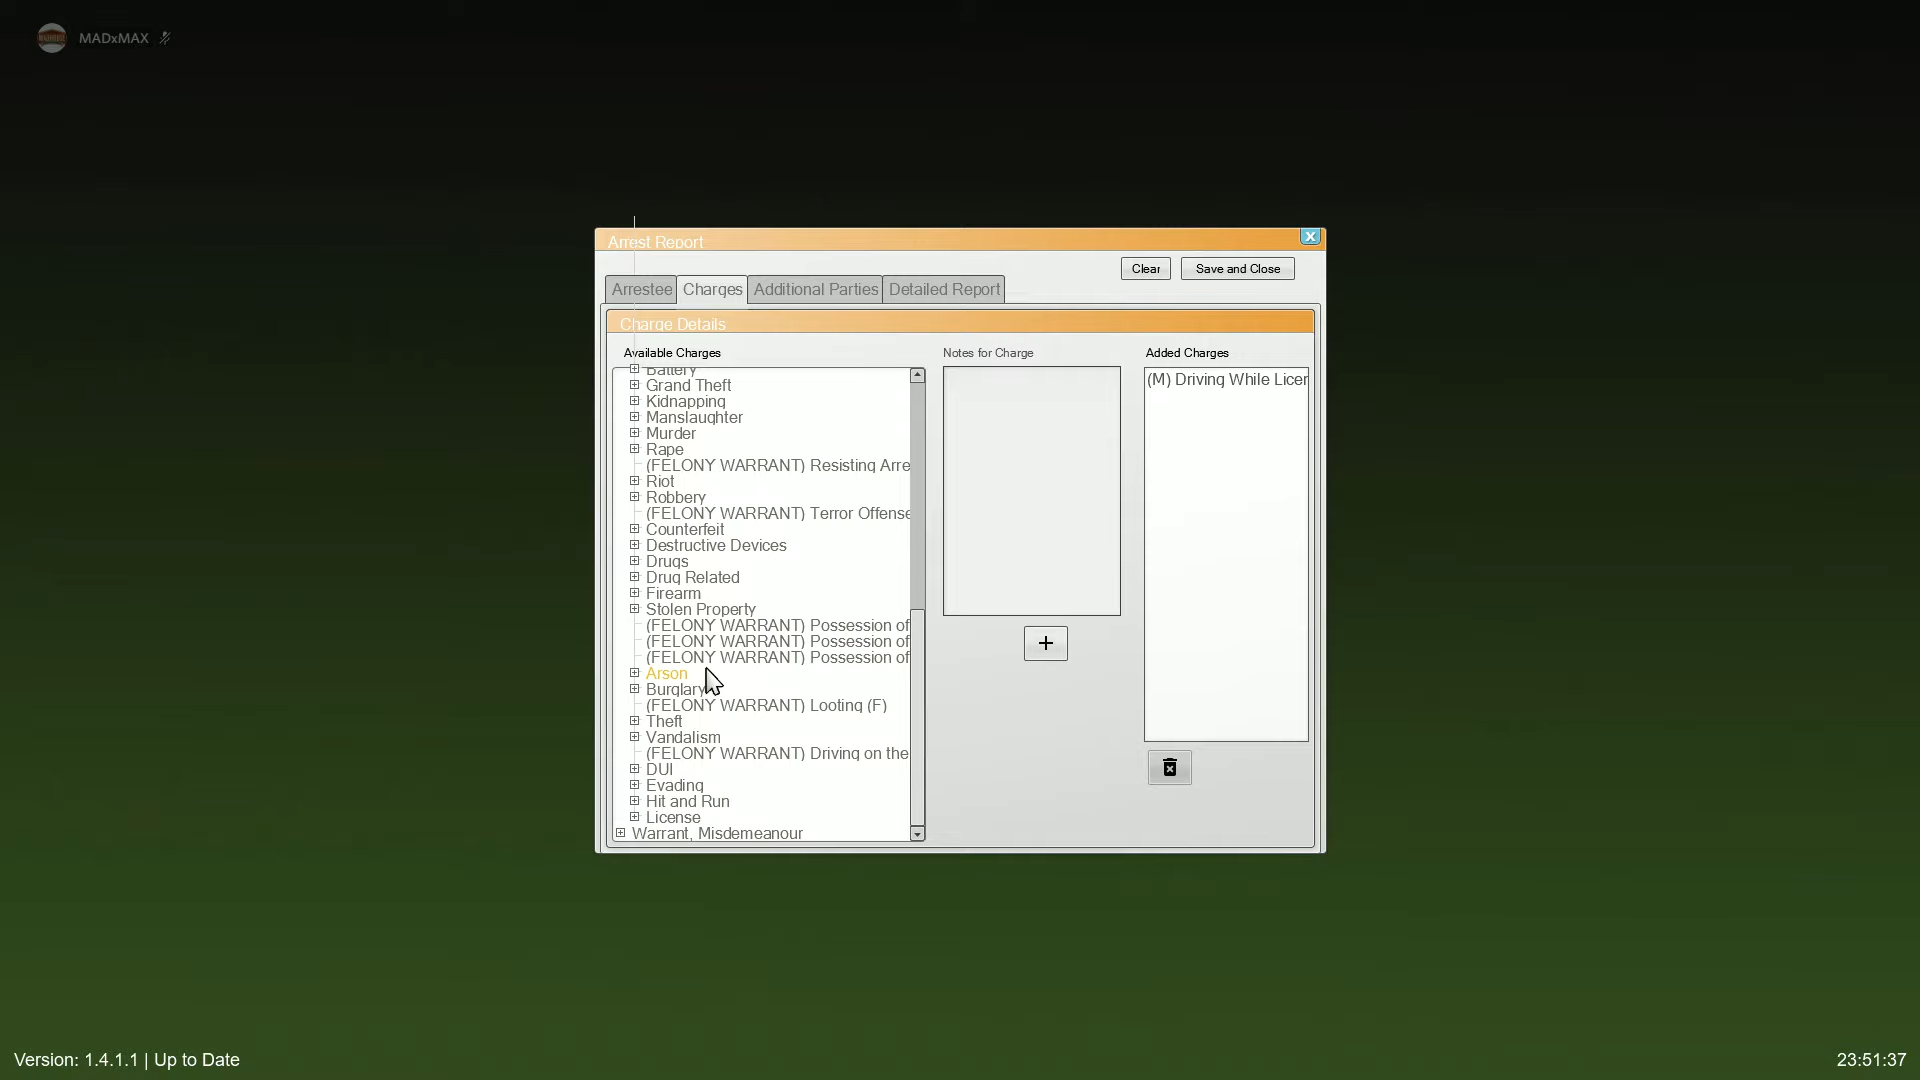 MADxMAX
Arrest Report
Clear
Save and Close
Arrestee
Charges
Additional Parties
Detailed Report
Charge Details
Available Charges
Notes for Charge
Added Charges
Battery
Grand Theft
Kidnapping
Manslaughter
Murder
Rape
(FELONY WARRANT) Resisting Arre
Riot
Robbery
(FELONY WARRANT) Terror Offense
Counterfeit
Destructive Devices
Drugs
Drug Related
Firearm
Stolen Property
(FELONY WARRANT) Possession of
(FELONY WARRANT) Possession of
(FELONY WARRANT) Possession of
Arson
Burglary
(FELONY WARRANT) Looting (F)
Theft
Vandalism
(FELONY WARRANT) Driving on the
DUI
Evading
Hit and Run
License
Warrant, Misdemeanour
(M) Driving While Licen
Version: 1.4.1.1 | Up to Date
23:51:37